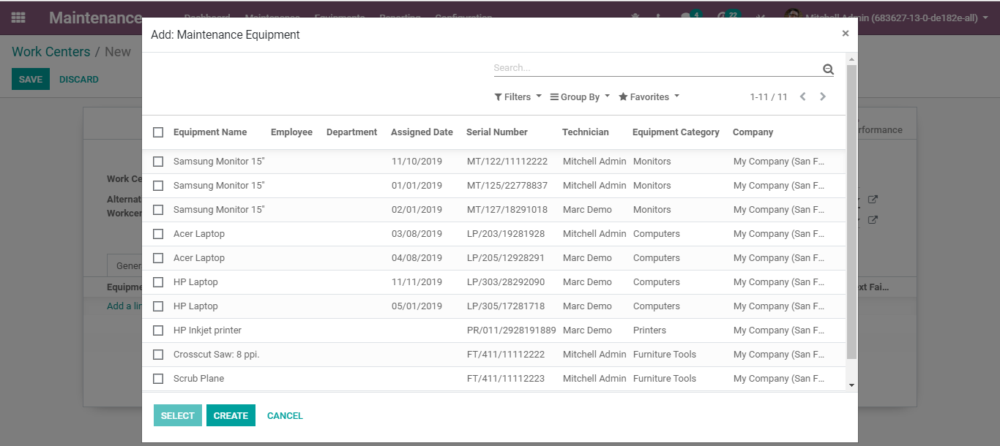 Maintenance Dashboard Maintenance Equipments Reporting Configuration 4 22 Mitchell Admin (683627-13-0-de182e-all)
Add: Maintenance Equipment ×
Work Centers / New
SAVE DISCARD
Search...
Filters Group By Favorites 1-11 / 11
Equipment Name Employee Department Assigned Date Serial Number Technician Equipment Category Company
rformance
Samsung Monitor 15" 11/10/2019 MT/122/11112222 Mitchell Admin Monitors My Company (San F...
Work Ce
Samsung Monitor 15" 01/01/2019 MT/125/22778837 Mitchell Admin Monitors My Company (San F...
Alternat
Workcen
Samsung Monitor 15" 02/01/2019 MT/127/18291018 Marc Demo Monitors My Company (San F...
Acer Laptop 03/08/2019 LP/203/19281928 Mitchell Admin Computers My Company (San F...
Acer Laptop 04/08/2019 LP/205/12928291 Marc Demo Computers My Company (San F...
Genera
HP Laptop 11/11/2019 LP/303/28292090 Marc Demo Computers My Company (San F...
Equipme ext Fai...
HP Laptop 05/01/2019 LP/305/17281718 Marc Demo Computers My Company (San F...
Add a lin
HP Inkjet printer PR/011/2928191889 Marc Demo Printers My Company (San F...
Crosscut Saw: 8 ppi. FT/411/11112222 Mitchell Admin Furniture Tools My Company (San F...
Scrub Plane FT/411/11112223 Mitchell Admin Furniture Tools My Company (San F...
SELECT CREATE CANCEL